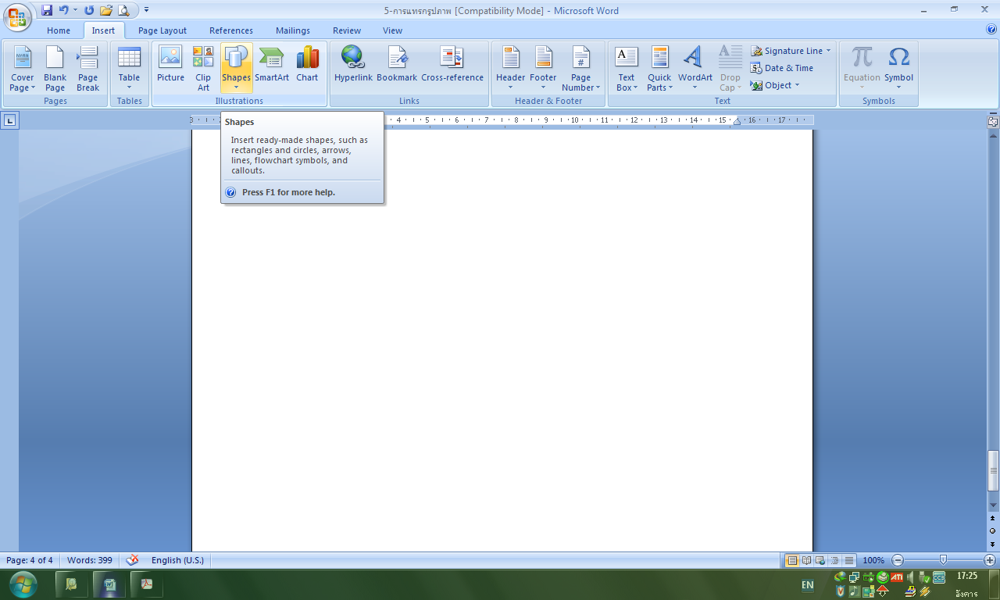 5-การแทรกรูปภาพ [Compatibility Mode] - Microsoft Word
Home Insert Page Layout References Mailings Review View
Cover Page
Blank Page
Page Break
Pages
Table
Tables
Picture
Clip Art
Shapes
SmartArt
Chart
Illustrations
Hyperlink
Bookmark
Cross-reference
Links
Header
Footer
Page Number
Header & Footer
Text Box
Quick Parts
WordArt
Drop Cap
Signature Line
Date & Time
Object
Text
Equation
Symbol
Symbols
3 4 5 6 7 8 9 10 11 12 13 14 15 16 17
Shapes
Insert ready-made shapes, such as
rectangles and circles, arrows,
lines, flowchart symbols, and
callouts.
Press F1 for more help.
Page: 4 of 4 Words: 399 English (U.S.) 100%
EN ATI CCC 17:25
อังคาร